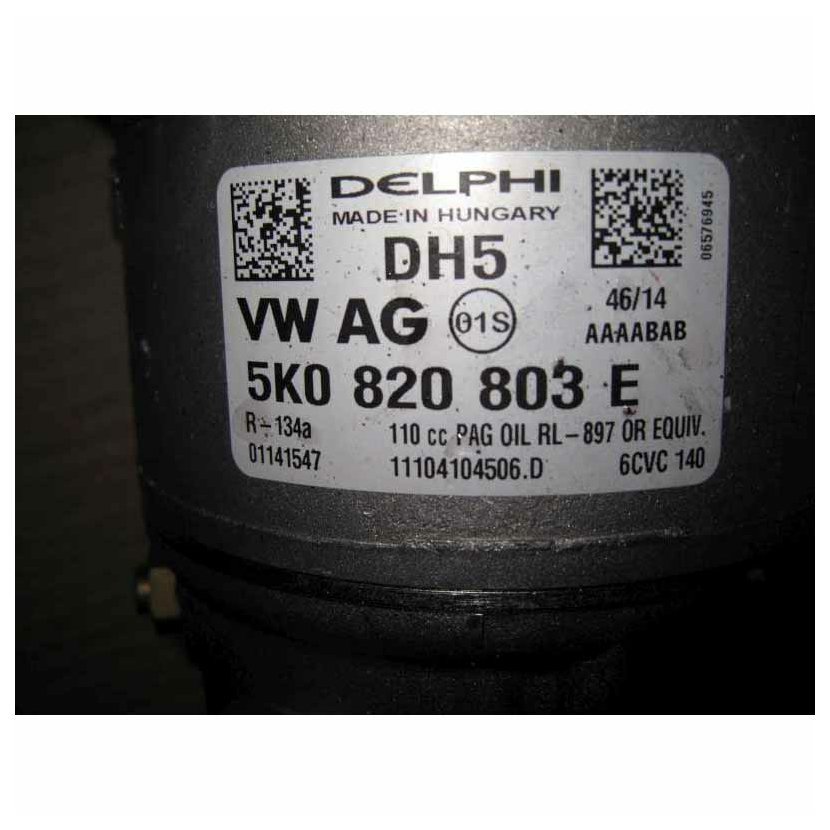 DELPHI
MADE IN HUNGARY
DH5
06576945
VW AG 01S
46/14
AAAABAB
5K0 820 803 E
R-134a 110 cc PAG OIL RL-897 OR EQUIV.
01141547 11104104506.D 6CVC 140